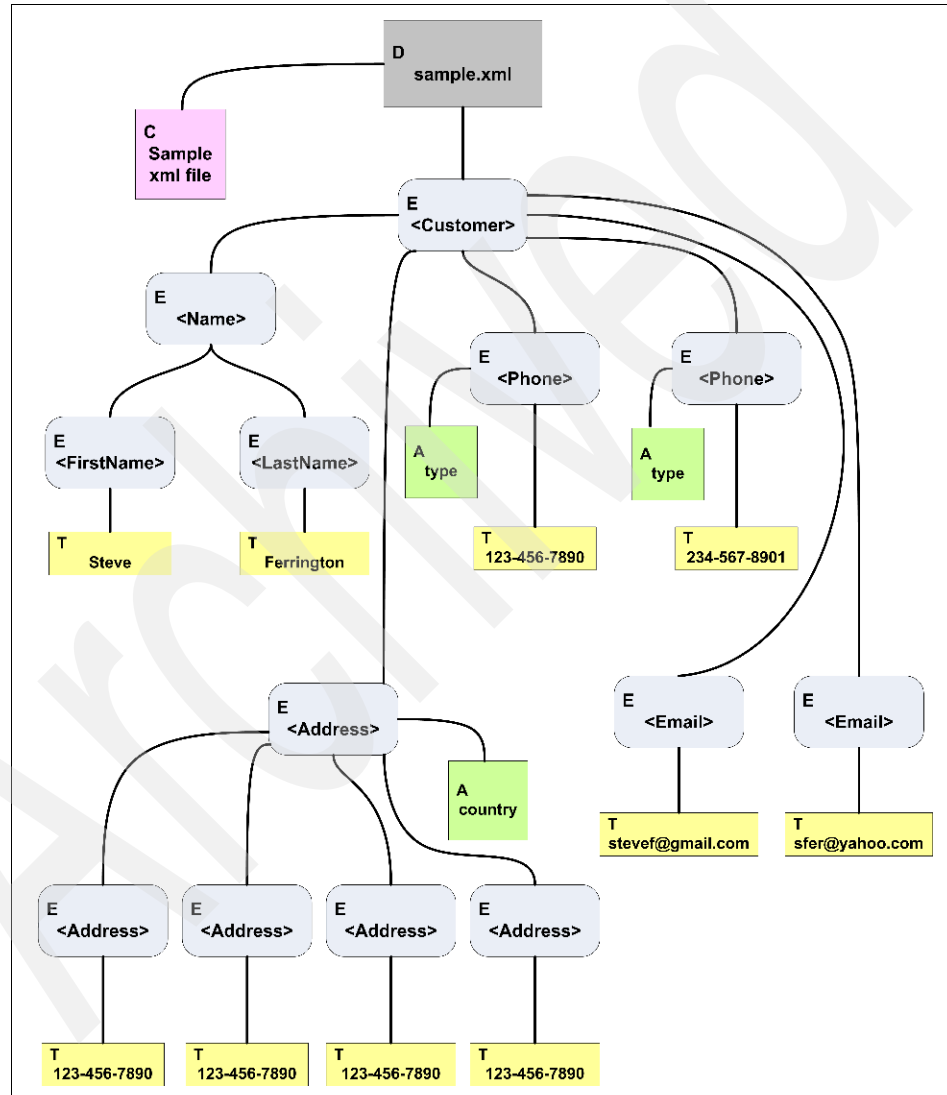 D
sample.xml
C
Sample
xml file
E
<Customer>
E
<Name>
E
<Phone>
E
<Phone>
E
<FirstName>
E
<LastName>
A
type
A
type
T
Steve
T
Ferrington
T
123-456-7890
T
234-567-8901
E
<Address>
E
<Email>
E
<Email>
A
country
T
stevef@gmail.com
T
sfer@yahoo.com
E
<Address>
E
<Address>
E
<Address>
E
<Address>
T
123-456-7890
T
123-456-7890
T
123-456-7890
T
123-456-7890
Archived